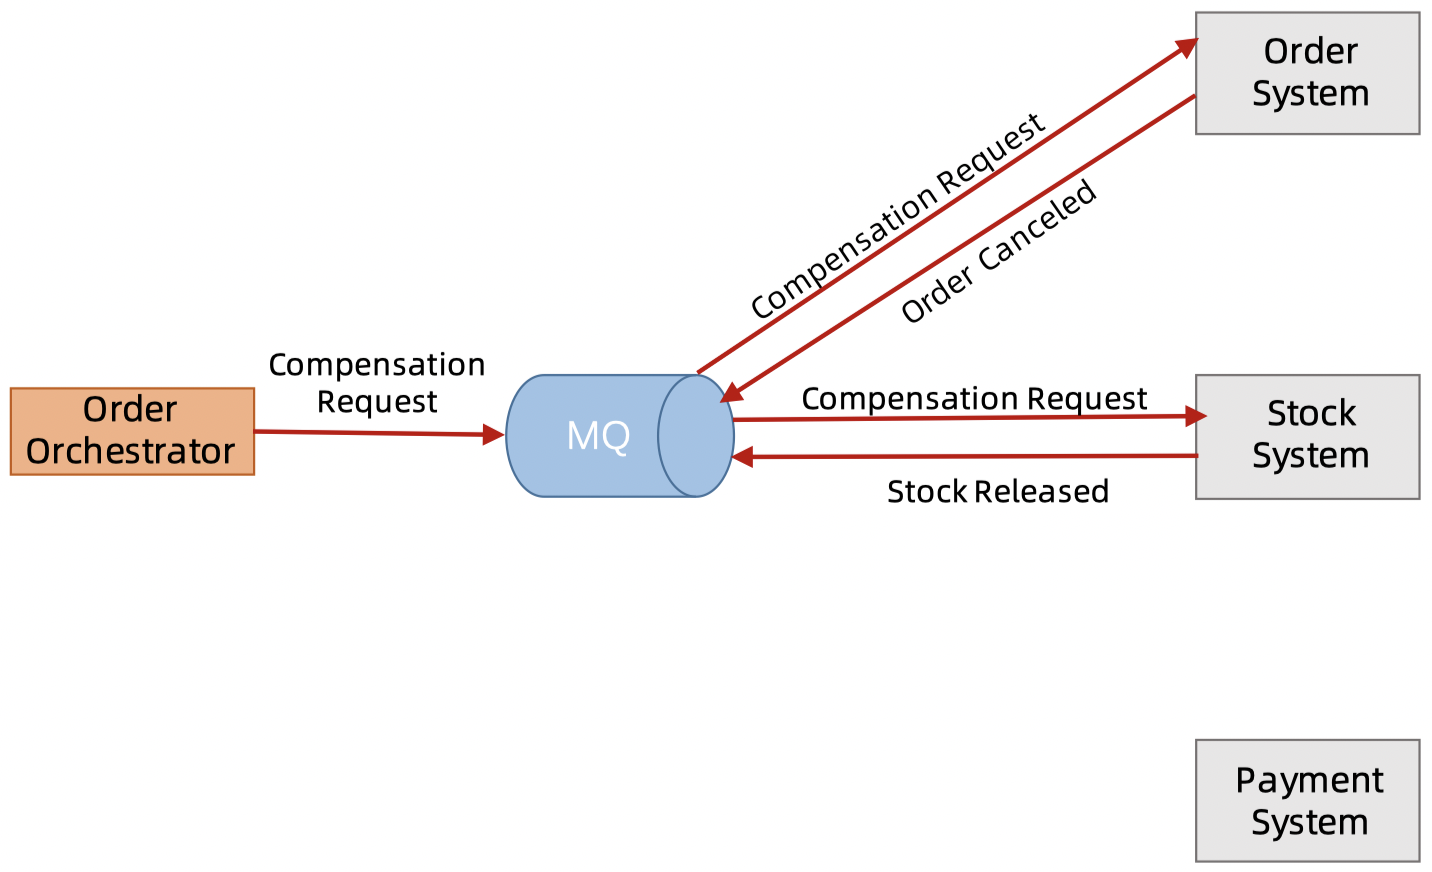 Order
System
Compensation Request
Order Canceled
Compensation
Request
Order
Orchestrator
MQ
Compensation Request
Stock
System
Stock Released
Payment
System